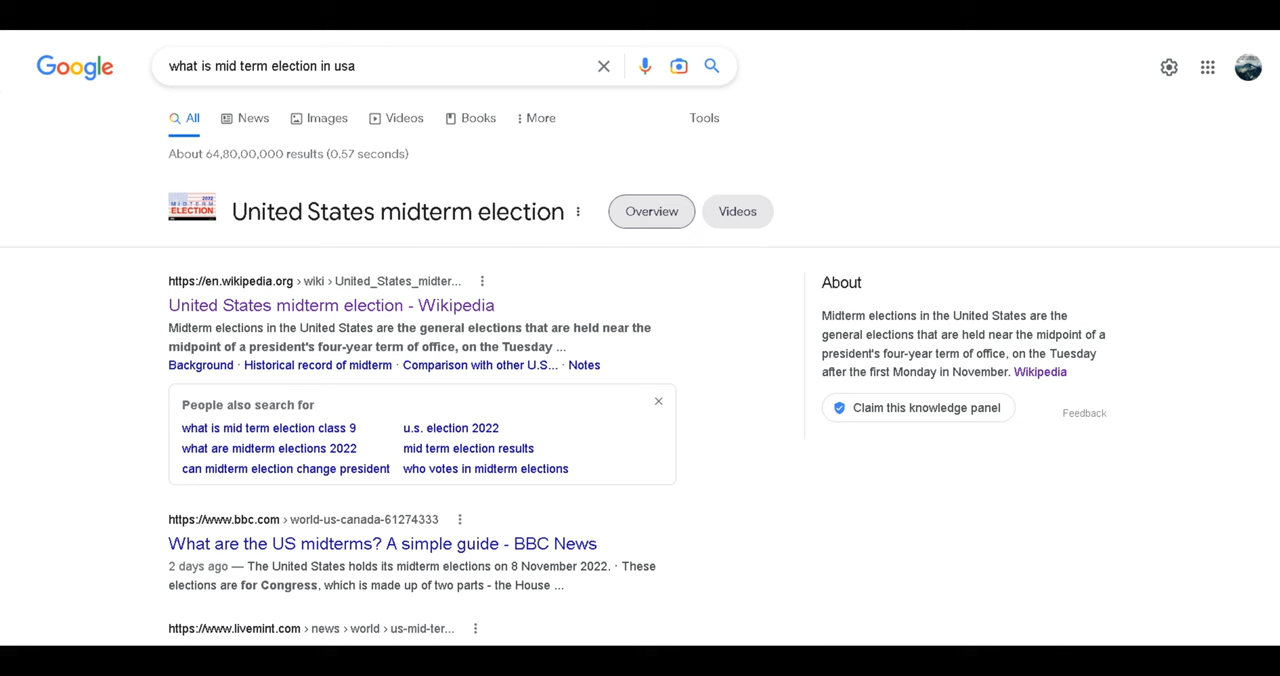 Google
what is mid term election in usa
All
News
Images
Videos
Books
More
Tools
About 64,80,00,000 results (0.57 seconds)
2022
MIDTERM
ELECTION
United States midterm election
Overview
Videos
https://en.wikipedia.org › wiki › United_States_midter...
United States midterm election - Wikipedia
Midterm elections in the United States are the general elections that are held near the
midpoint of a president's four-year term of office, on the Tuesday ...
Background · Historical record of midterm · Comparison with other U.S... · Notes
People also search for
what is mid term election class 9
u.s. election 2022
what are midterm elections 2022
mid term election results
can midterm election change president
who votes in midterm elections
https://www.bbc.com › world-us-canada-61274333
What are the US midterms? A simple guide - BBC News
2 days ago — The United States holds its midterm elections on 8 November 2022. · These
elections are for Congress, which is made up of two parts - the House ...
https://www.livemint.com › news › world › us-mid-ter...
About
Midterm elections in the United States are the
general elections that are held near the midpoint of a
president's four-year term of office, on the Tuesday
after the first Monday in November. Wikipedia
Claim this knowledge panel
Feedback